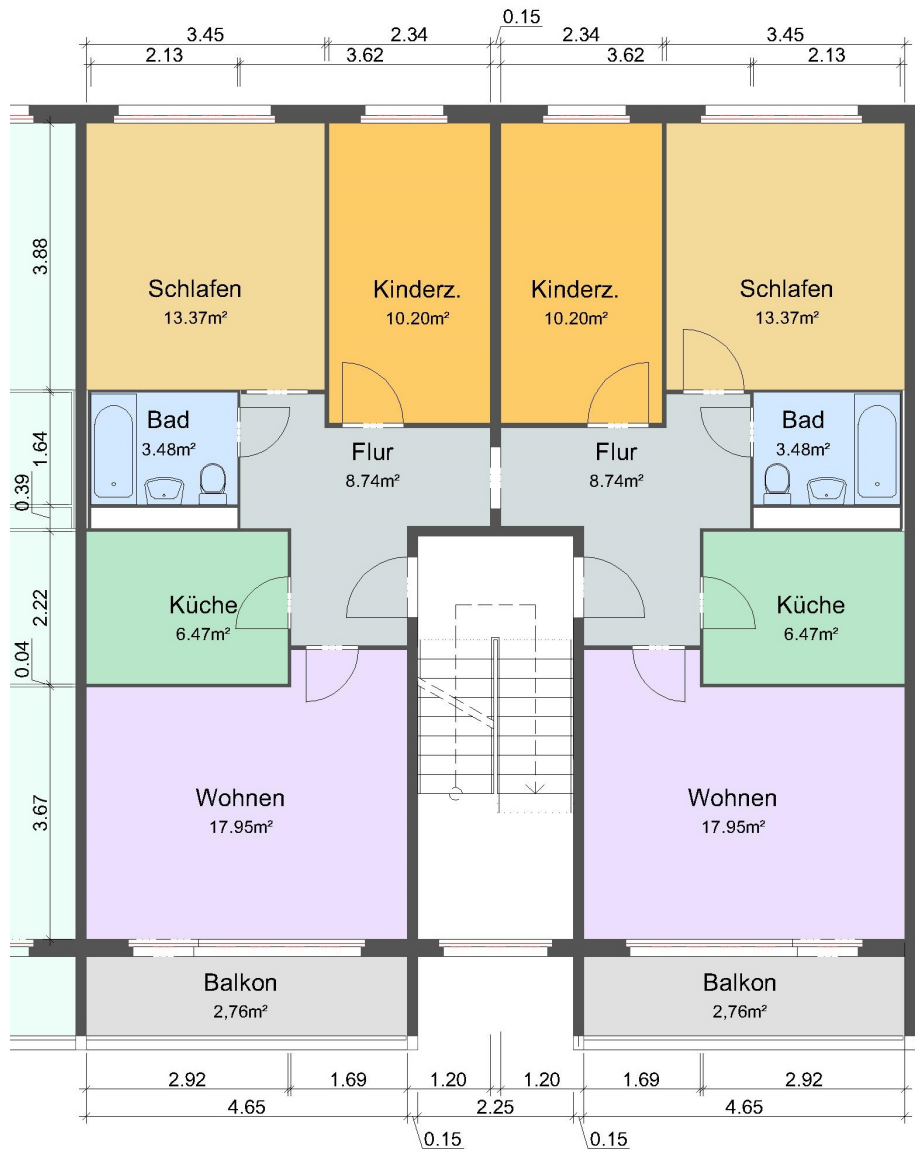 0.15
3.45 2.34 2.34 3.45
2.13 3.62 3.62 2.13
3.88
Schlafen Kinderz. Kinderz. Schlafen
13.37m² 10.20m² 10.20m² 13.37m²
Bad Bad
3.48m² 3.48m²
1.64
Flur Flur
8.74m² 8.74m²
0.39
2.22
Küche Küche
6.47m² 6.47m²
0.04
3.67
Wohnen Wohnen
17.95m² 17.95m²
Balkon Balkon
2,76m² 2,76m²
2.92 1.69 1.20 1.20 1.69 2.92
4.65 2.25 4.65
0.15 0.15